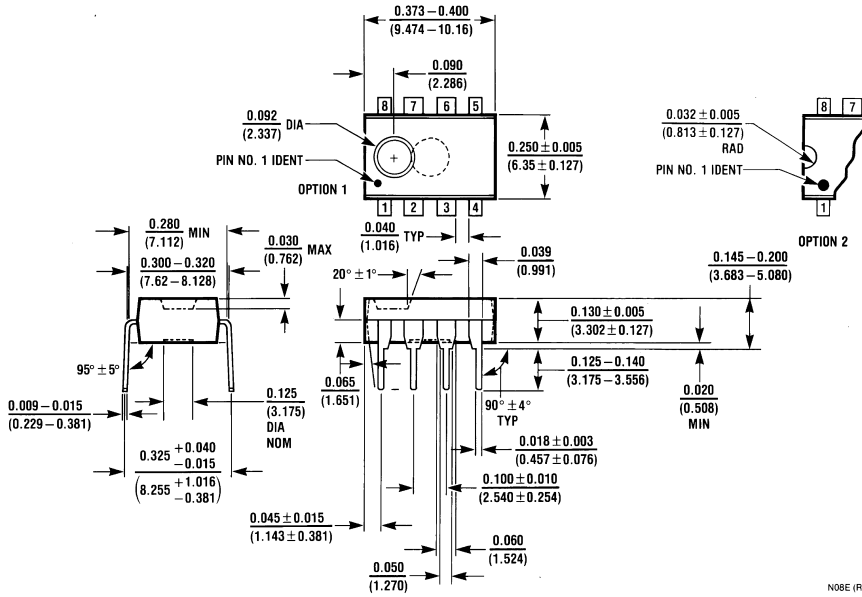 0.373 – 0.400
(9.474 – 10.16)
0.090
(2.286)
8 7 6 5
8 7
0.092 DIA
(2.337)
0.032 ± 0.005
(0.813 ± 0.127)
RAD
0.250 ± 0.005
(6.35 ± 0.127)
PIN NO. 1 IDENT
PIN NO. 1 IDENT
OPTION 1
1 2 3 4
1
OPTION 2
0.280 MIN
(7.112)
0.040 TYP
(1.016)
0.030 MAX
(0.762)
0.039
(0.991)
0.145 – 0.200
(3.683 – 5.080)
0.300 – 0.320
(7.62 – 8.128)
20° ± 1°
0.130 ± 0.005
(3.302 ± 0.127)
95° ± 5°
0.065
(1.651)
0.125 – 0.140
(3.175 – 3.556)
90° ± 4°
TYP
0.020
(0.508)
MIN
0.009 – 0.015
(0.229 – 0.381)
0.125
(3.175)
DIA
NOM
0.018 ± 0.003
(0.457 ± 0.076)
0.325 +0.040 –0.015
(8.255 +1.016 –0.381)
0.100 ± 0.010
(2.540 ± 0.254)
0.045 ± 0.015
(1.143 ± 0.381)
0.060
(1.524)
0.050
(1.270)
N08E (R